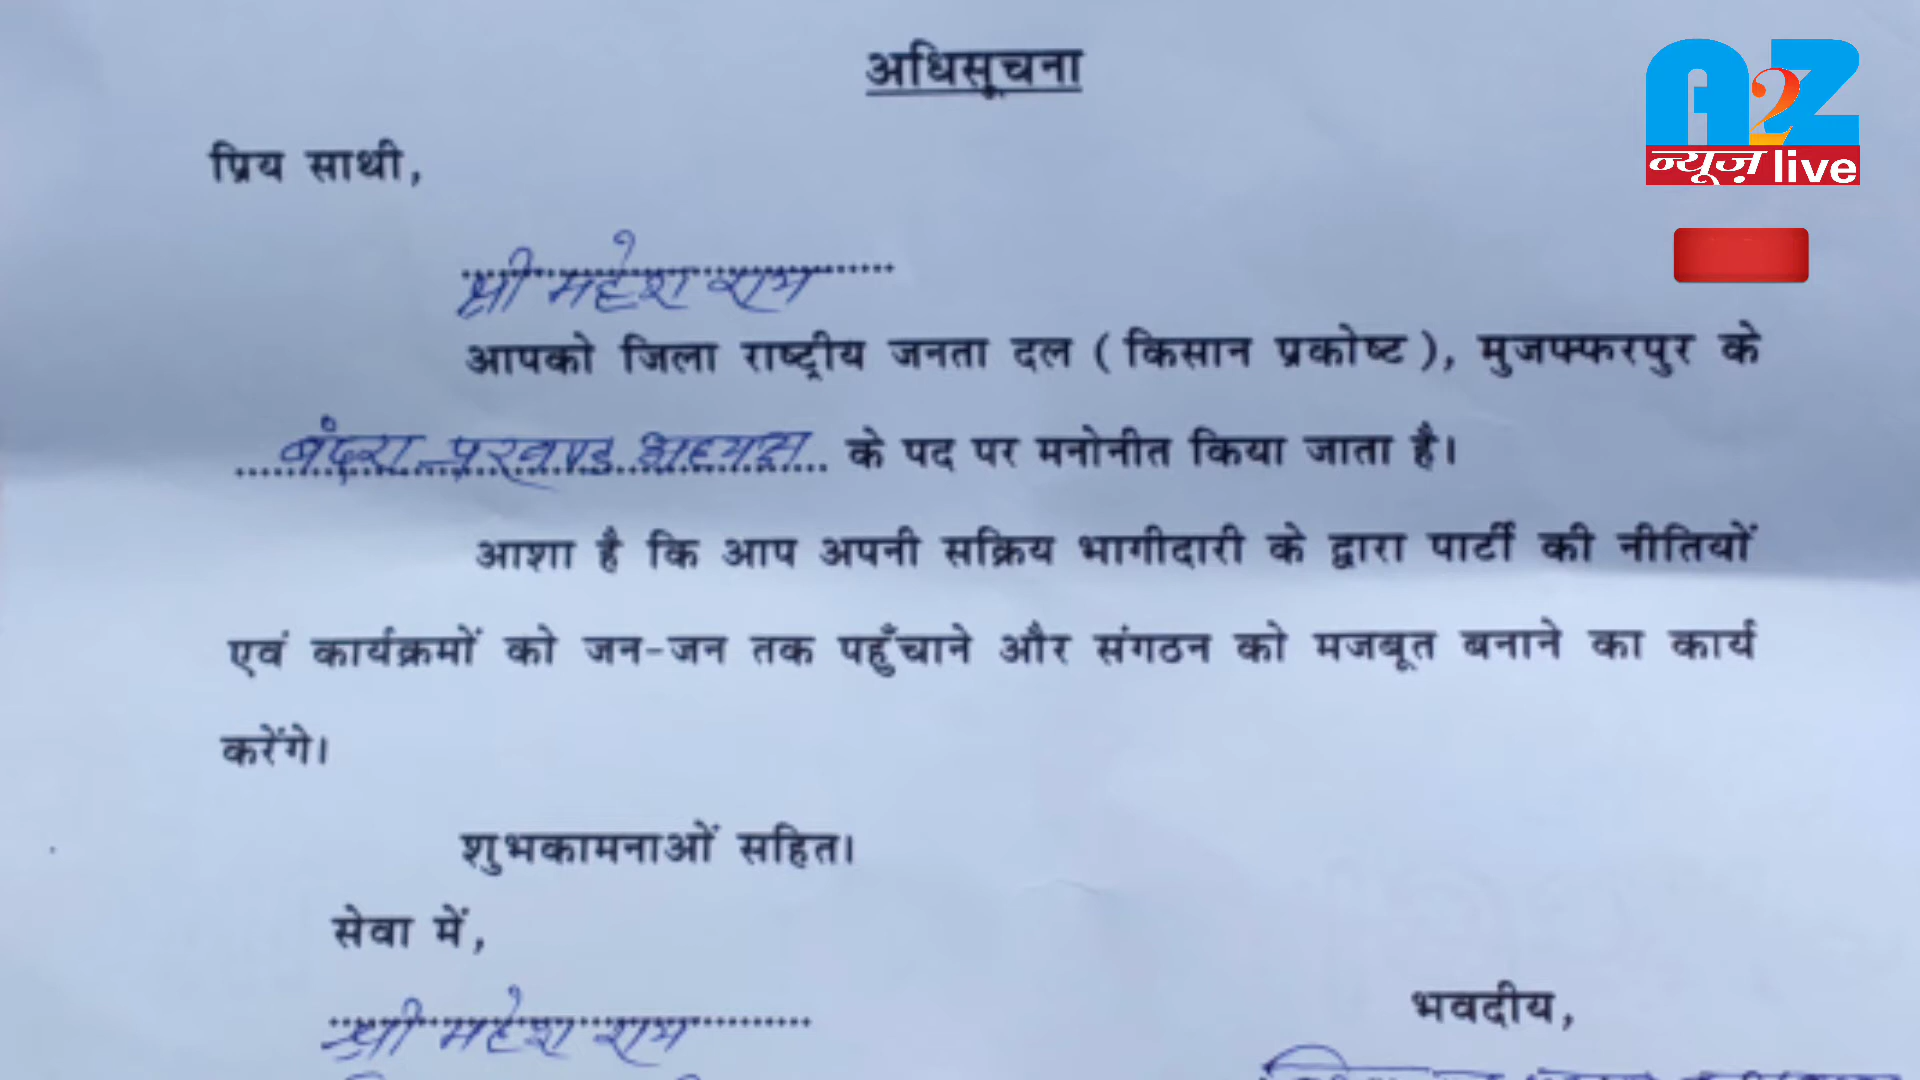 अधिसूचना
A2Z
न्यूज़ live
प्रिय साथी,
श्री महेश राम
आपको जिला राष्ट्रीय जनता दल (किसान प्रकोष्ट), मुजफ्फरपुर के
बंदरा प्रखण्ड अध्यक्ष के पद पर मनोनीत किया जाता है।
आशा है कि आप अपनी सक्रिय भागीदारी के द्वारा पार्टी की नीतियों
एवं कार्यक्रमों को जन-जन तक पहुँचाने और संगठन को मजबूत बनाने का कार्य
करेंगे।
शुभकामनाओं सहित।
सेवा में,
श्री महेश राम
भवदीय,